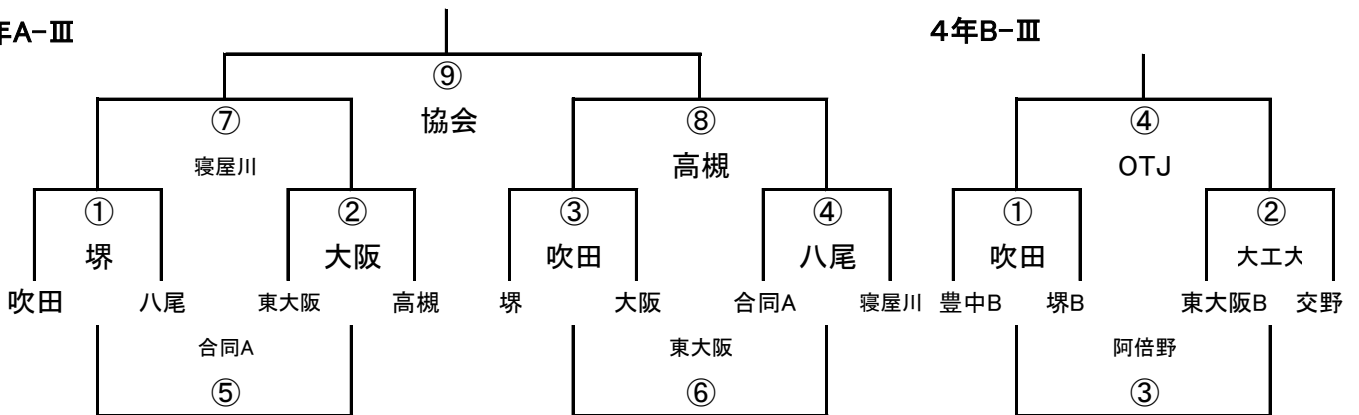 年A-Ⅲ
4年B-Ⅲ
⑨
協会
⑦ ⑧ ④
寝屋川 高槻 OTJ
① ② ③ ④ ① ②
堺 大阪 吹田 八尾 吹田 大工大
吹田 八尾 東大阪 高槻 堺 大阪 合同A 寝屋川 豊中B 堺B 東大阪B 交野
合同A 東大阪 阿倍野
⑤ ⑥ ③